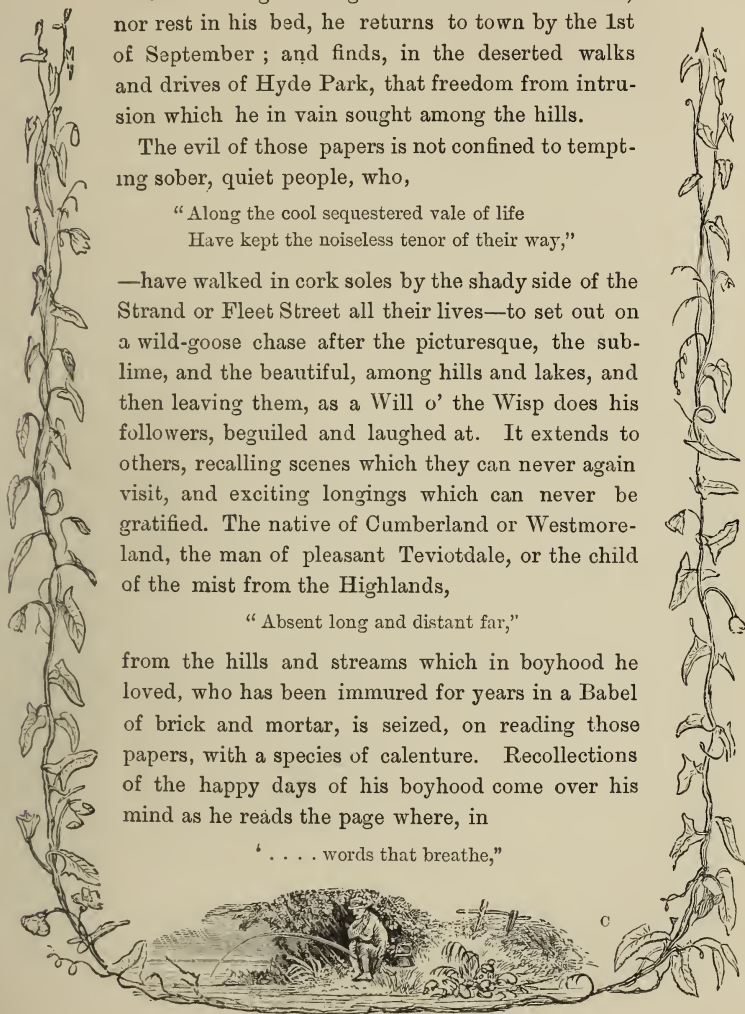 nor rest in his bed, he returns to town by the 1st
of September ; and finds, in the deserted walks
and drives of Hyde Park, that freedom from intru-
sion which he in vain sought among the hills.
The evil of those papers is not confined to tempt-
ing sober, quiet people, who,
“ Along the cool sequestered vale of life
Have kept the noiseless tenor of their way,”
—have walked in cork soles by the shady side of the
Strand or Fleet Street all their lives—to set out on
a wild-goose chase after the picturesque, the sub-
lime, and the beautiful, among hills and lakes, and
then leaving them, as a Will o’ the Wisp does his
followers, beguiled and laughed at. It extends to
others, recalling scenes which they can never again
visit, and exciting longings which can never be
gratified. The native of Cumberland or Westmore-
land, the man of pleasant Teviotdale, or the child
of the mist from the Highlands,
“ Absent long and distant far,”
from the hills and streams which in boyhood he
loved, who has been immured for years in a Babel
of brick and mortar, is seized, on reading those
papers, with a species of calenture. Recollections
of the happy days of his boyhood come over his
mind as he reads the page where, in
‘ . . . . words that breathe,”
C